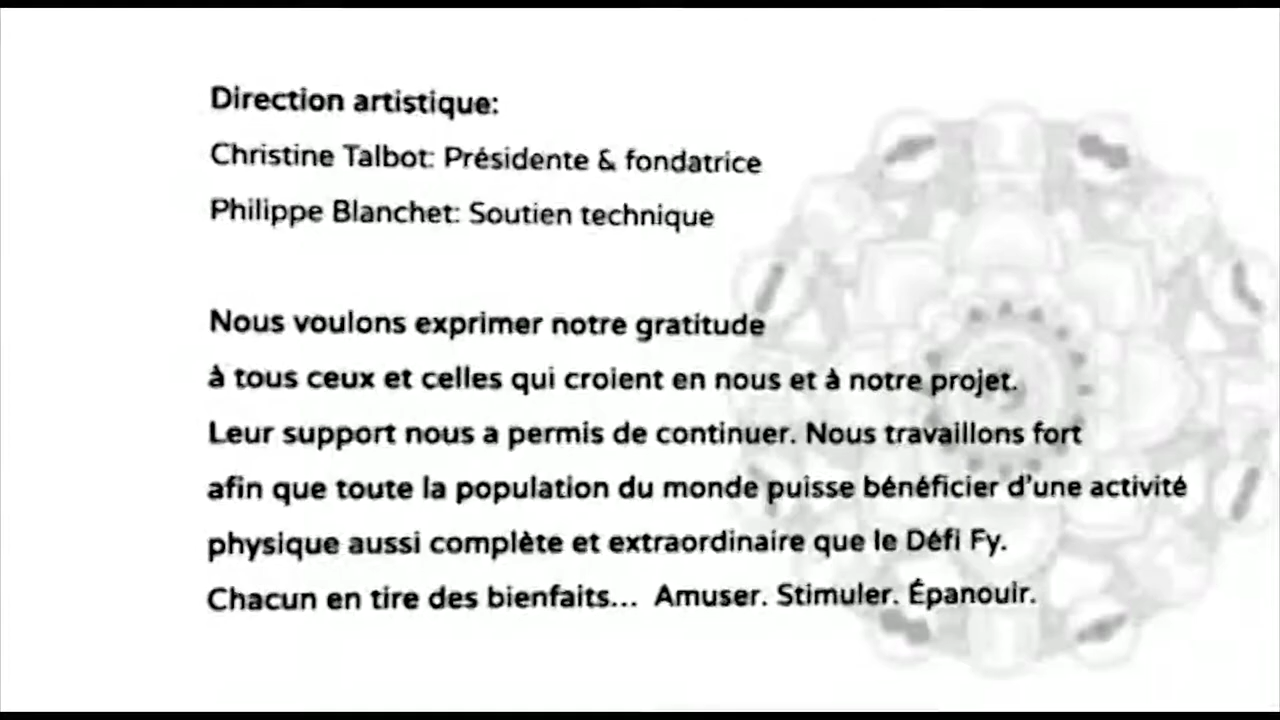 Direction artistique:
Christine Talbot: Présidente & fondatrice
Philippe Blanchet: Soutien technique
Nous voulons exprimer notre gratitude
à tous ceux et celles qui croient en nous et à notre projet.
Leur support nous a permis de continuer. Nous travaillons fort
afin que toute la population du monde puisse bénéficier d'une activité
physique aussi complète et extraordinaire que le Défi Fy.
Chacun en tire des bienfaits... Amuser. Stimuler. Épanouir.